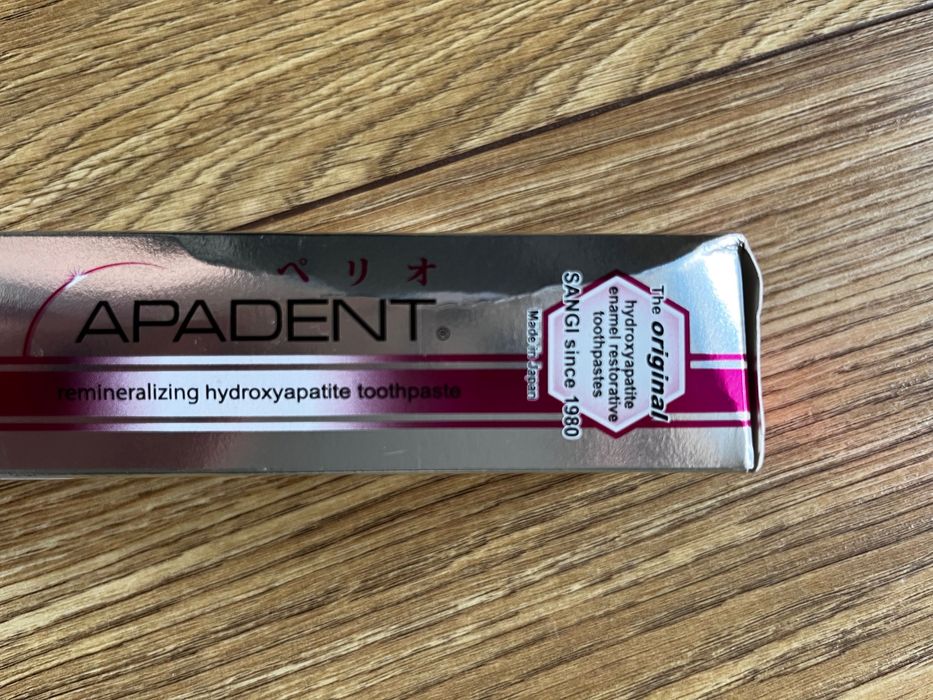 ペリオ
APADENT®
remineralizing hydroxyapatite toothpaste
The original
hydroxyapatite
enamel restorative
toothpastes
SANGI since 1980
Made in Japan